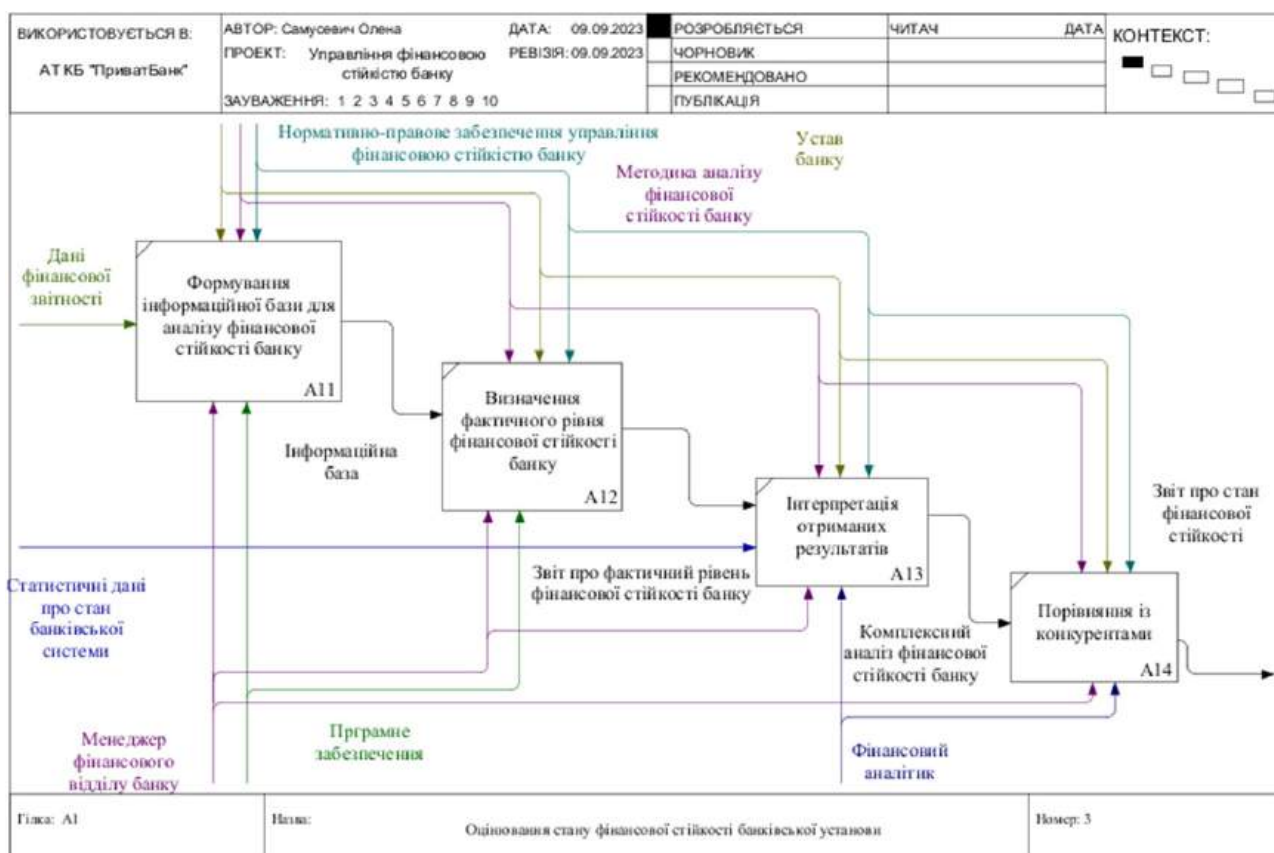 ВИКОРИСТОВУЄТЬСЯ В:
АТ КБ "ПриватБанк"
АВТОР: Самусевич Олена
ДАТА: 09.09.2023
ПРОЕКТ: Управління фінансовою
стійкістю банку
РЕВІЗІЯ: 09.09.2023
ЗАУВАЖЕННЯ: 1 2 3 4 5 6 7 8 9 10
РОЗРОБЛЯЄТЬСЯ
ЧОРНОВИК
РЕКОМЕНДОВАНО
ПУБЛІКАЦІЯ
ЧИТАЧ
ДАТА
КОНТЕКСТ:
Нормативно-правове забезпечення управління
фінансовою стійкістю банку
Устав
банку
Методика аналізу
фінансової
стійкості банку
Дані
фінансової
звітності
Формування
інформаційної бази для
аналізу фінансової
стійкості банку
A11
Визначення
фактичного рівня
фінансової стійкості
банку
A12
Інформаційна
база
Інтерпретація
отриманих
результатів
A13
Звіт про стан
фінансової
стійкості
Статистичні дані
про стан
банківської
системи
Звіт про фактичний рівень
фінансової стійкості банку
Порівняння із
конкурентами
A14
Комплексний
аналіз фінансової
стійкості банку
Менеджер
фінансового
відділу банку
Прграмне
забезпечення
Фінансовий
аналітик
Гілка: A1
Назва:
Оцінювання стану фінансової стійкості банківської установи
Номер: 3